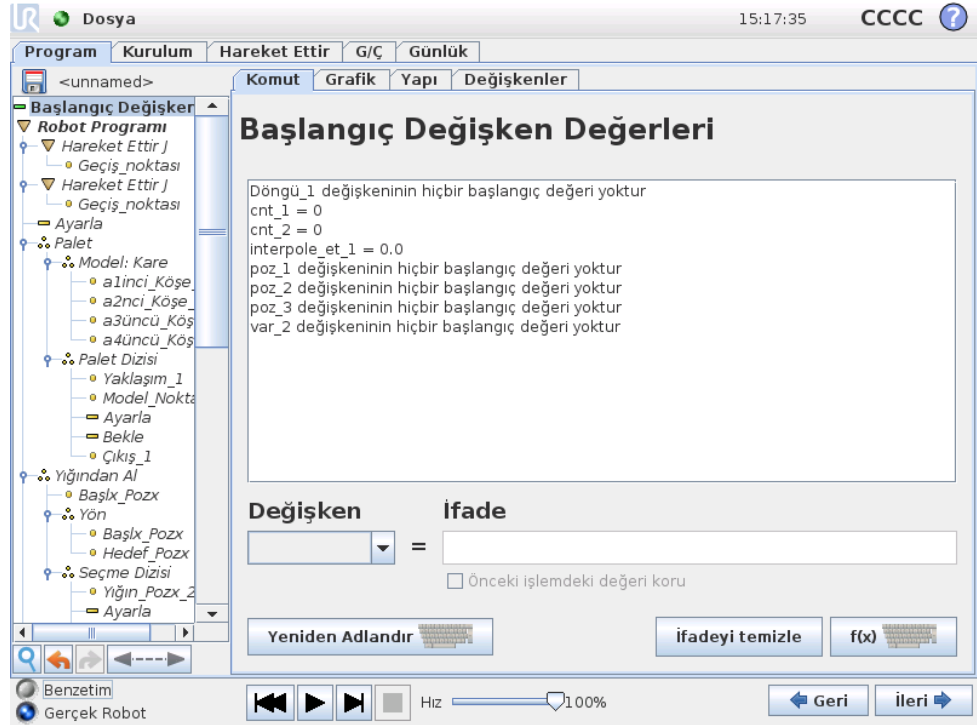 UR Dosya 15:17:35 CCCC ?
Program Kurulum Hareket Ettir G/Ç Günlük
<unnamed>
Komut Grafik Yapı Değişkenler
Başlangıç Değişker
Robot Programı
Hareket Ettir J
Geçiş_noktası
Hareket Ettir J
Geçiş_noktası
Ayarla
Palet
Model: Kare
a1inci_Köşe_
a2nci_Köşe_
a3üncü_Köş
a4üncü_Köş
Palet Dizisi
Yaklaşım_1
Model_Nokta
Ayarla
Bekle
Çıkış_1
Yığından Al
Başlx_Pozx
Yön
Başlx_Pozx
Hedef_Pozx
Seçme Dizisi
Yığın_Pozx_2
Ayarla
Başlangıç Değişken Değerleri
Döngü_1 değişkeninin hiçbir başlangıç değeri yoktur
cnt_1 = 0
cnt_2 = 0
interpole_et_1 = 0.0
poz_1 değişkeninin hiçbir başlangıç değeri yoktur
poz_2 değişkeninin hiçbir başlangıç değeri yoktur
poz_3 değişkeninin hiçbir başlangıç değeri yoktur
var_2 değişkeninin hiçbir başlangıç değeri yoktur
Değişken İfade
=
Önceki işlemdeki değeri koru
Yeniden Adlandır İfadeyi temizle f(x)
Benzetim
Gerçek Robot
Hız 100%
Geri İleri